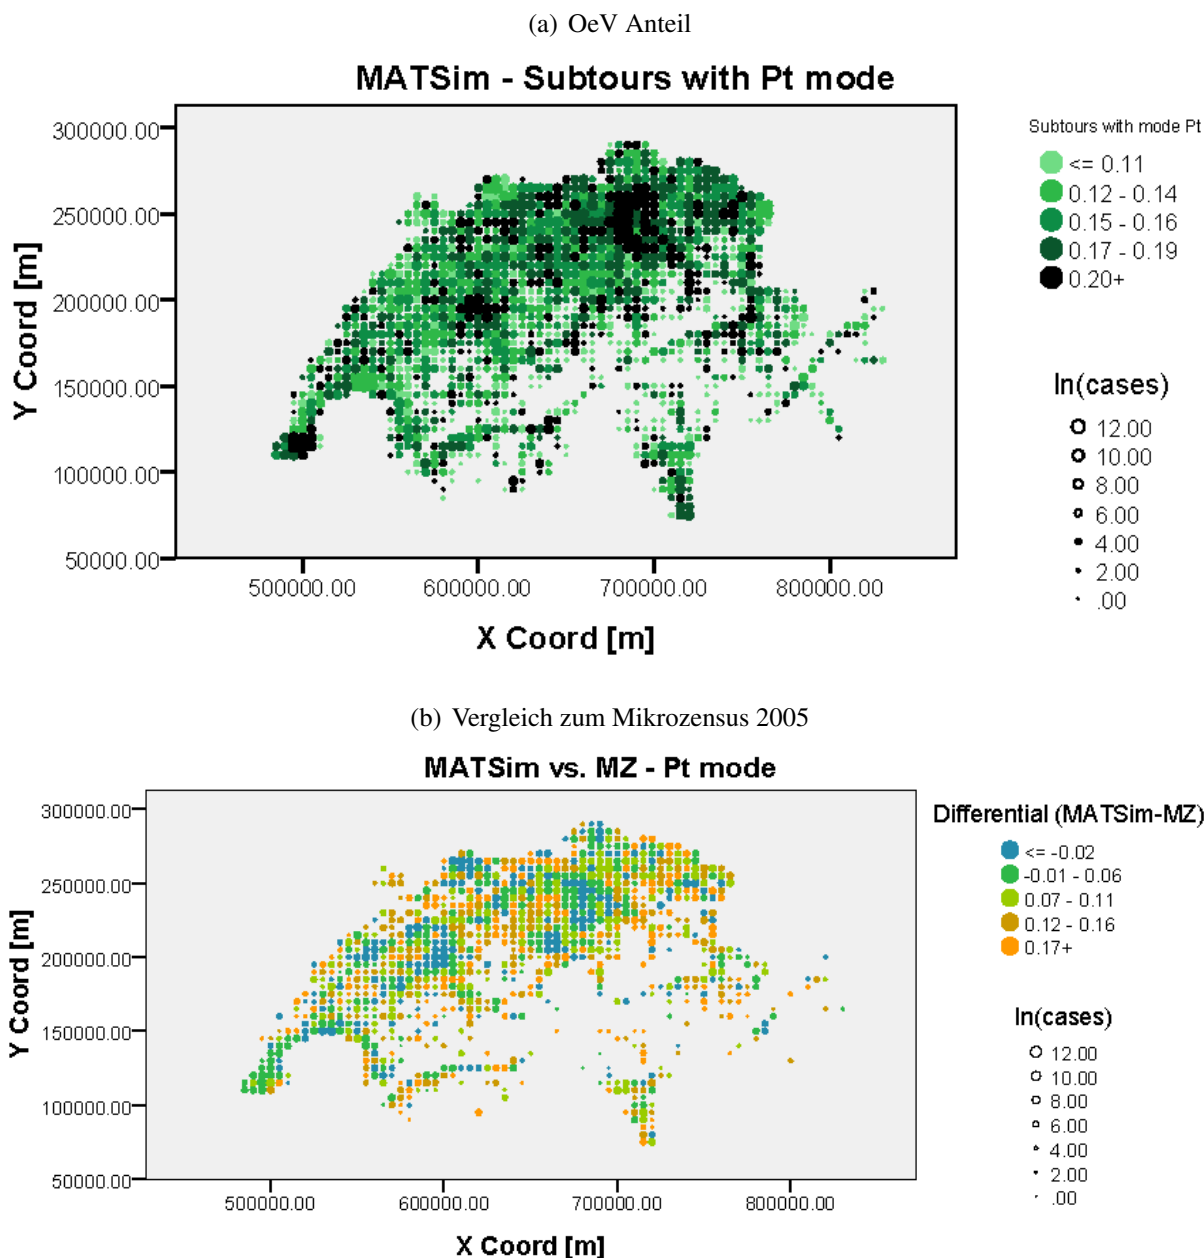 (a) OeV Anteil
MATSim - Subtours with Pt mode
Subtours with mode Pt
<= 0.11
0.12 - 0.14
0.15 - 0.16
0.17 - 0.19
0.20+
ln(cases)
12.00
10.00
8.00
6.00
4.00
2.00
.00
Y Coord [m]
300000.00
250000.00
200000.00
150000.00
100000.00
50000.00
500000.00 600000.00 700000.00 800000.00
X Coord [m]
(b) Vergleich zum Mikrozensus 2005
MATSim vs. MZ - Pt mode
Differential (MATSim-MZ)
<= -0.02
-0.01 - 0.06
0.07 - 0.11
0.12 - 0.16
0.17+
ln(cases)
12.00
10.00
8.00
6.00
4.00
2.00
.00
Y Coord [m]
300000.00
250000.00
200000.00
150000.00
100000.00
50000.00
500000.00 600000.00 700000.00 800000.00
X Coord [m]